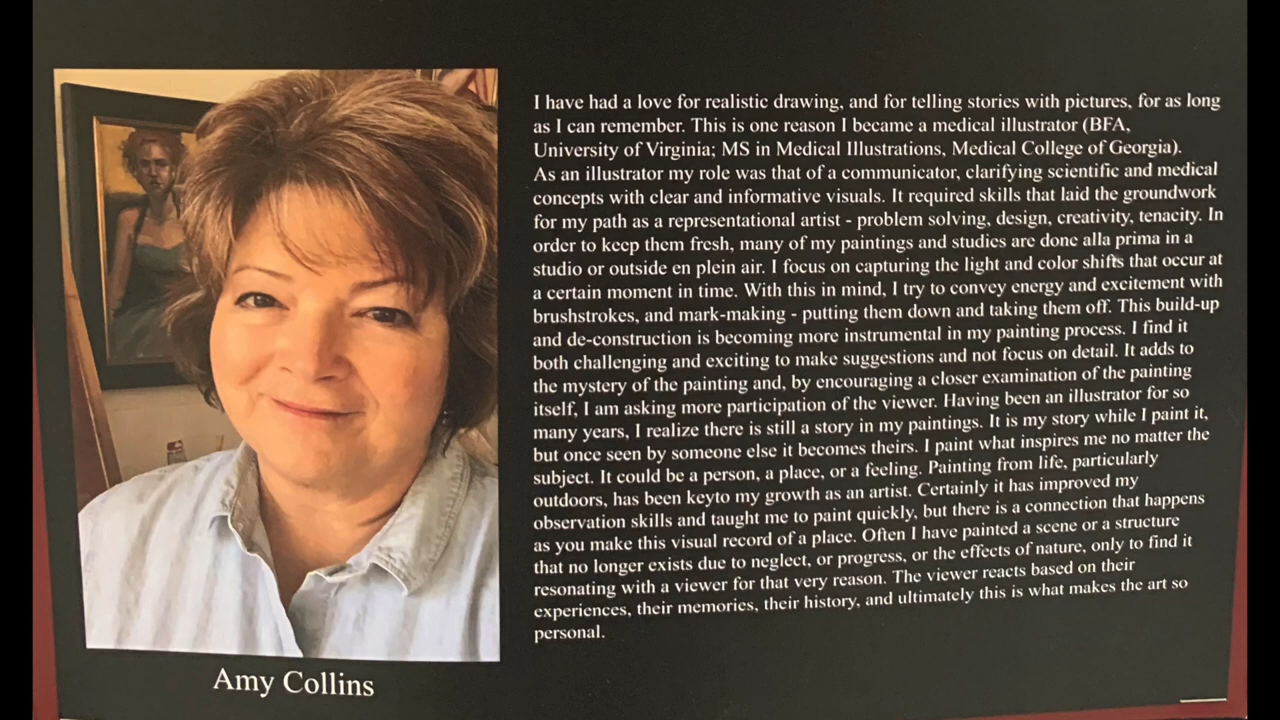 I have had a love for realistic drawing, and for telling stories with pictures, for as long
as I can remember. This is one reason I became a medical illustrator (BFA,
University of Virginia; MS in Medical Illustrations, Medical College of Georgia).
As an illustrator my role was that of a communicator, clarifying scientific and medical
concepts with clear and informative visuals. It required skills that laid the groundwork
for my path as a representational artist - problem solving, design, creativity, tenacity. In
order to keep them fresh, many of my paintings and studies are done alla prima in a
studio or outside en plein air. I focus on capturing the light and color shifts that occur at
a certain moment in time. With this in mind, I try to convey energy and excitement with
brushstrokes, and mark-making - putting them down and taking them off. This build-up
and de-construction is becoming more instrumental in my painting process. I find it
both challenging and exciting to make suggestions and not focus on detail. It adds to
the mystery of the painting and, by encouraging a closer examination of the painting
itself, I am asking more participation of the viewer. Having been an illustrator for so
many years, I realize there is still a story in my paintings. It is my story while I paint it,
but once seen by someone else it becomes theirs. I paint what inspires me no matter the
subject. It could be a person, a place, or a feeling. Painting from life, particularly
outdoors, has been keyto my growth as an artist. Certainly it has improved my
observation skills and taught me to paint quickly, but there is a connection that happens
as you make this visual record of a place. Often I have painted a scene or a structure
that no longer exists due to neglect, or progress, or the effects of nature, only to find it
resonating with a viewer for that very reason. The viewer reacts based on their
experiences, their memories, their history, and ultimately this is what makes the art so
personal.
Amy Collins